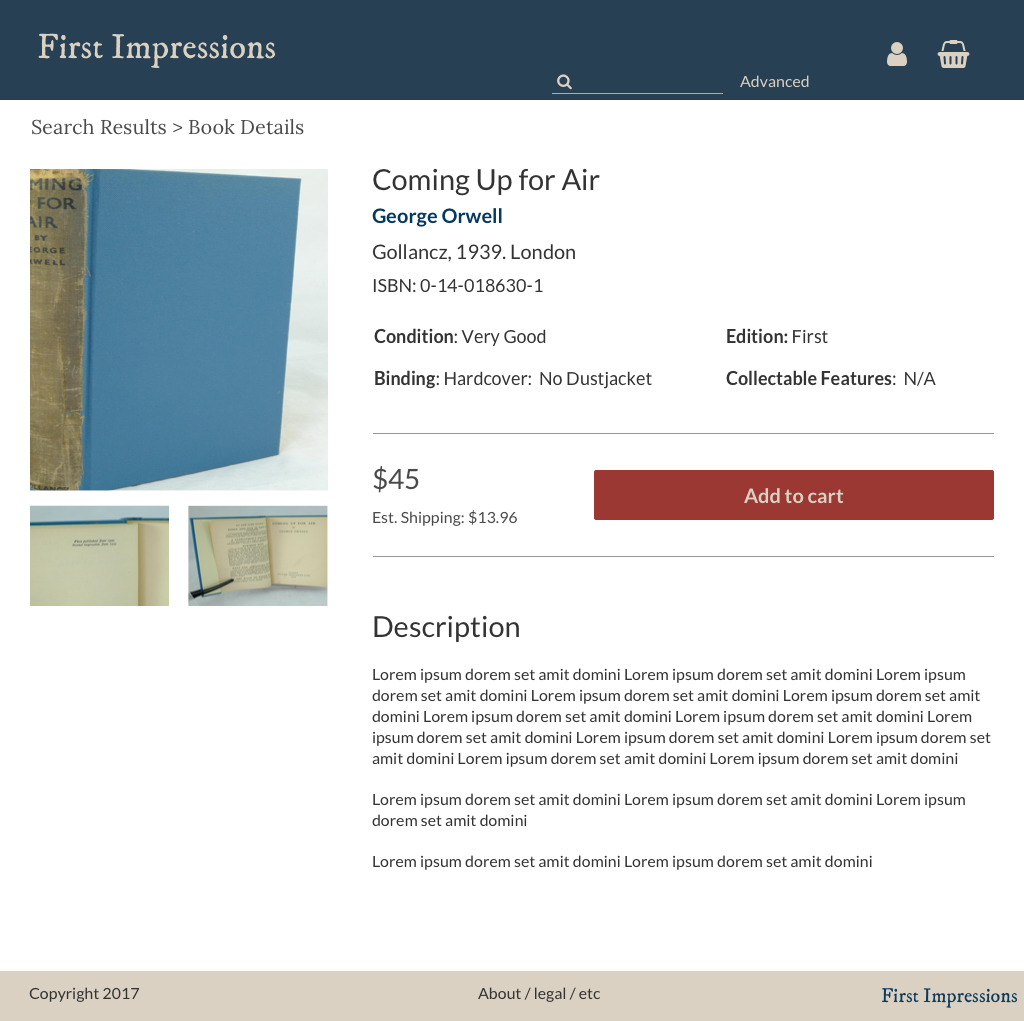 First Impressions
Advanced
Search Results > Book Details
MING
FOR
AIR
BY
ORGE
WELL
Coming Up for Air
George Orwell
Gollancz, 1939. London
ISBN: 0-14-018630-1
Condition: Very Good
Edition: First
Binding: Hardcover: No Dustjacket
Collectable Features: N/A
$45
Est. Shipping: $13.96
Add to cart
COMING UP FOR AIR
Description
Lorem ipsum dorem set amit domini Lorem ipsum dorem set amit domini Lorem ipsum
dorem set amit domini Lorem ipsum dorem set amit domini Lorem ipsum dorem set amit
domini Lorem ipsum dorem set amit domini Lorem ipsum dorem set amit domini Lorem
ipsum dorem set amit domini Lorem ipsum dorem set amit domini Lorem ipsum dorem set
amit domini Lorem ipsum dorem set amit domini Lorem ipsum dorem set amit domini
Lorem ipsum dorem set amit domini Lorem ipsum dorem set amit domini Lorem ipsum
dorem set amit domini
Lorem ipsum dorem set amit domini Lorem ipsum dorem set amit domini
Copyright 2017
About / legal / etc
First Impressions